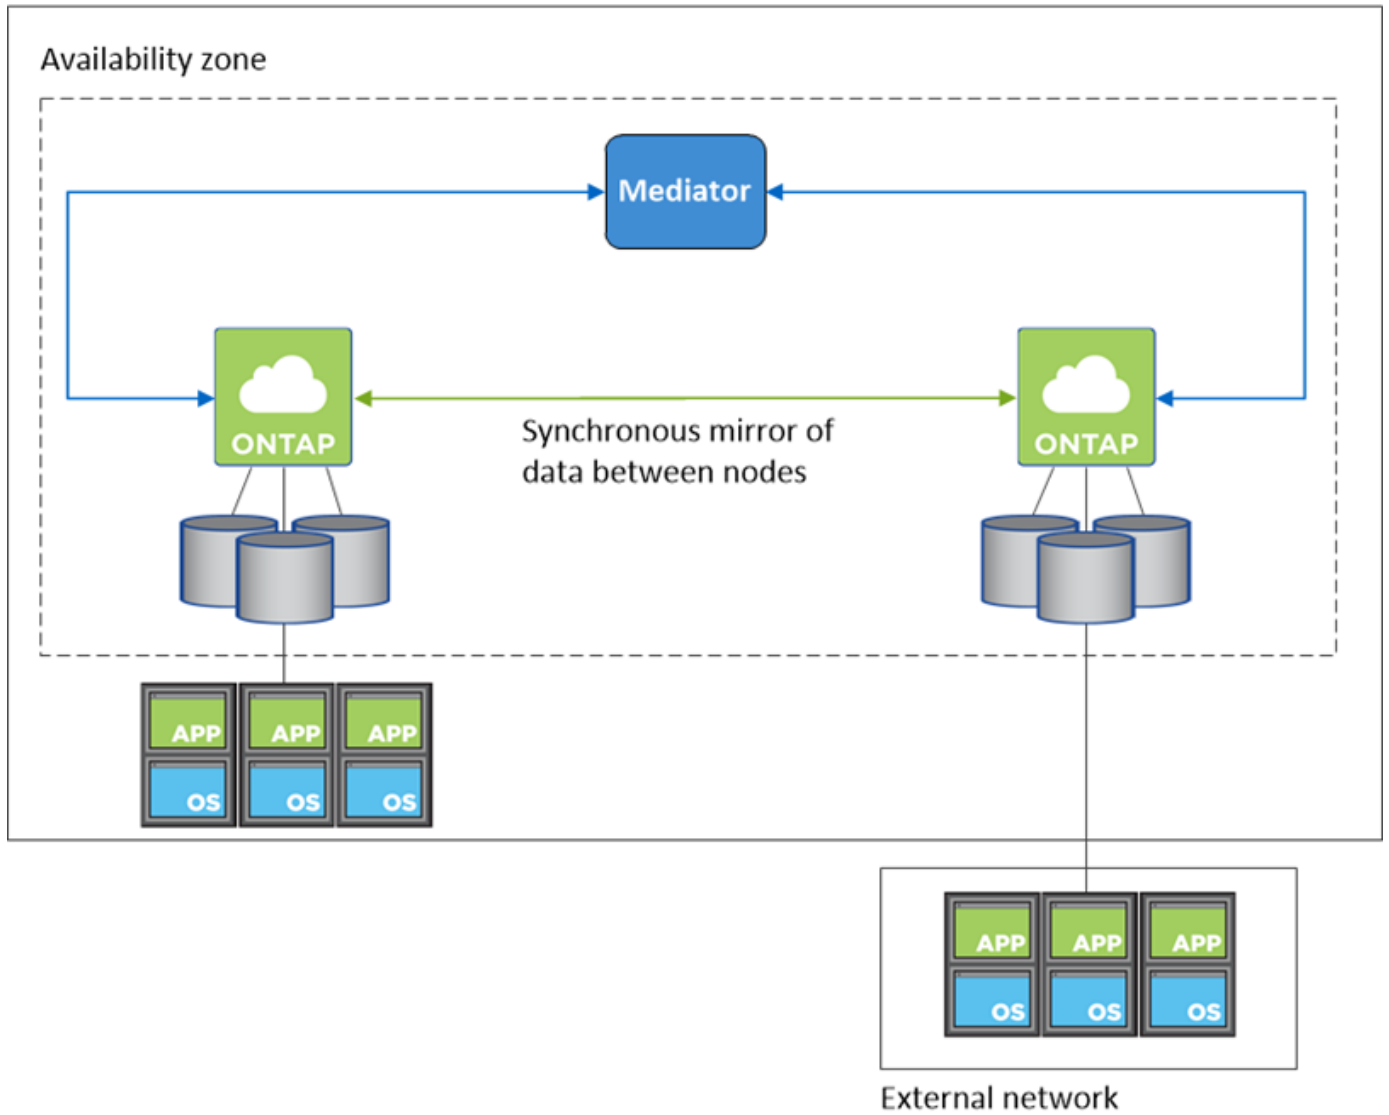 Availability zone
Mediator
ONTAP
ONTAP
Synchronous mirror of
data between nodes
APP APP APP
OS OS OS
APP APP APP
OS OS OS
External network